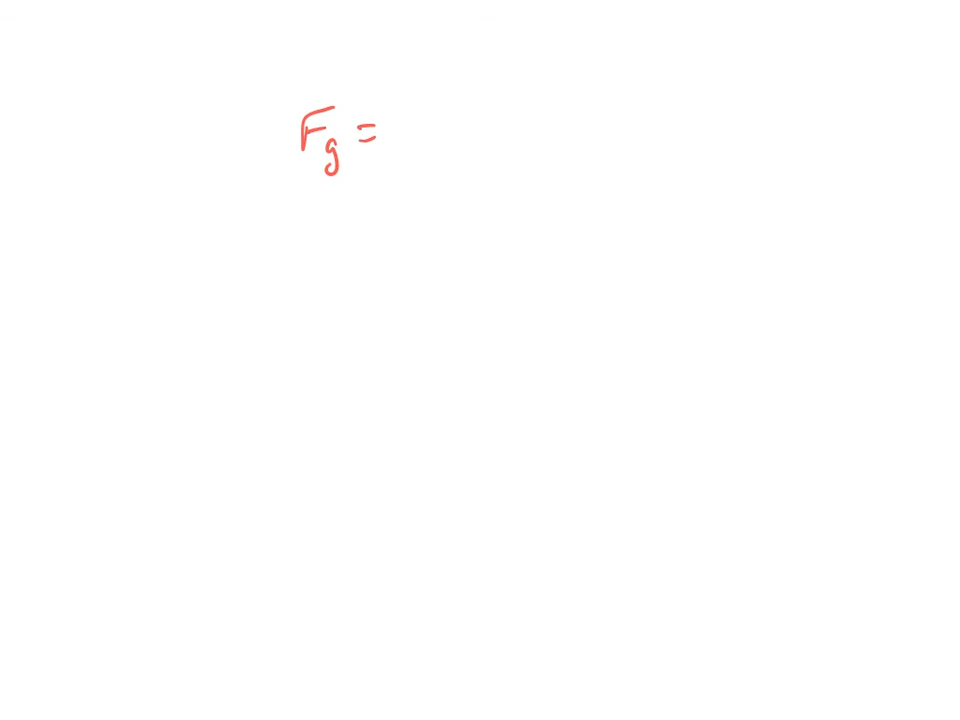 Fg =